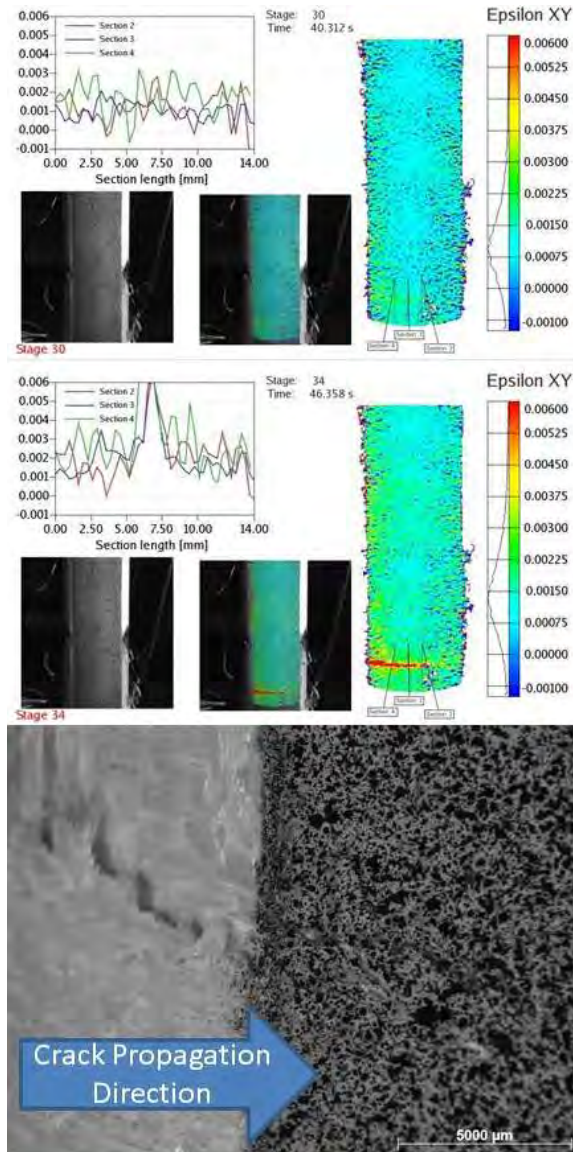 0.006
0.005
0.004
0.003
0.002
0.001
0.000
-0.001
Section 2
Section 3
Section 4
0.00 2.50 5.00 7.50 10.00 14.00
Section length [mm]
Stage: 30
Time: 40.312 s
Epsilon XY
0.00600
0.00525
0.00450
0.00375
0.00300
0.00225
0.00150
0.00075
0.00000
-0.00100
Section 4
Section 3
Stage 30
0.006
0.005
0.004
0.003
0.002
0.001
0.000
-0.001
Section 2
Section 3
Section 4
0.00 2.50 5.00 7.50 10.00 14.00
Section length [mm]
Stage: 34
Time: 46.358 s
Epsilon XY
0.00600
0.00525
0.00450
0.00375
0.00300
0.00225
0.00150
0.00075
0.00000
-0.00100
Section 4
Stage 34
Crack Propagation
Direction
5000 µm